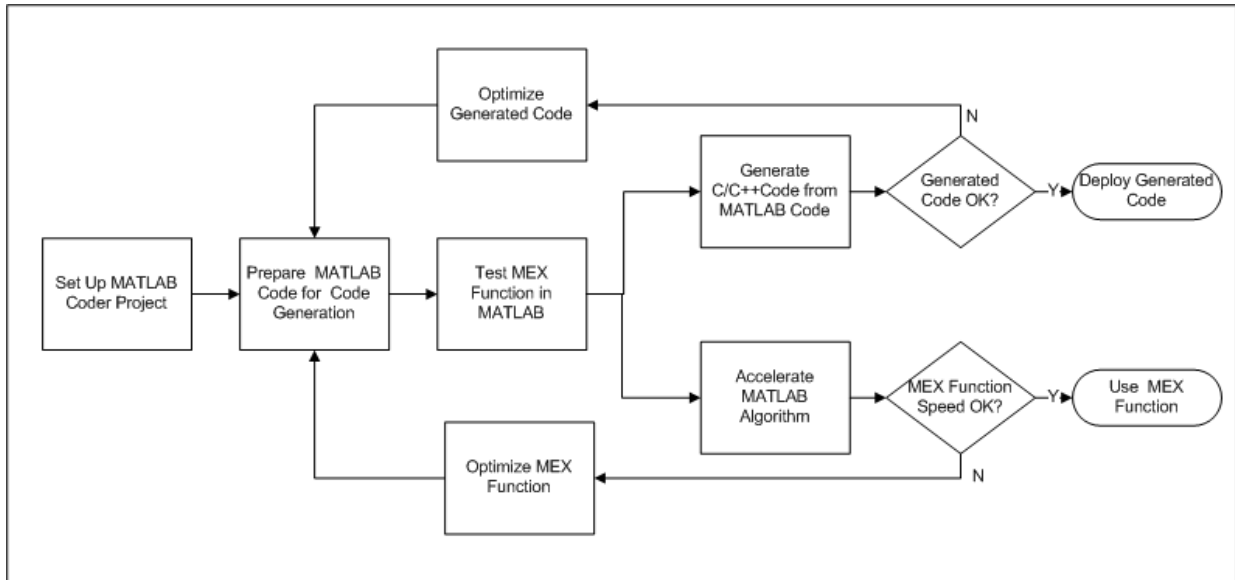 Optimize
Generated Code
N
Generate
C/C++Code from
MATLAB Code
Generated
Code OK?
Y
Deploy Generated
Code
Set Up MATLAB
Coder Project
Prepare MATLAB
Code for Code
Generation
Test MEX
Function in
MATLAB
Accelerate
MATLAB
Algorithm
MEX Function
Speed OK?
Y
Use MEX
Function
Optimize MEX
Function
N